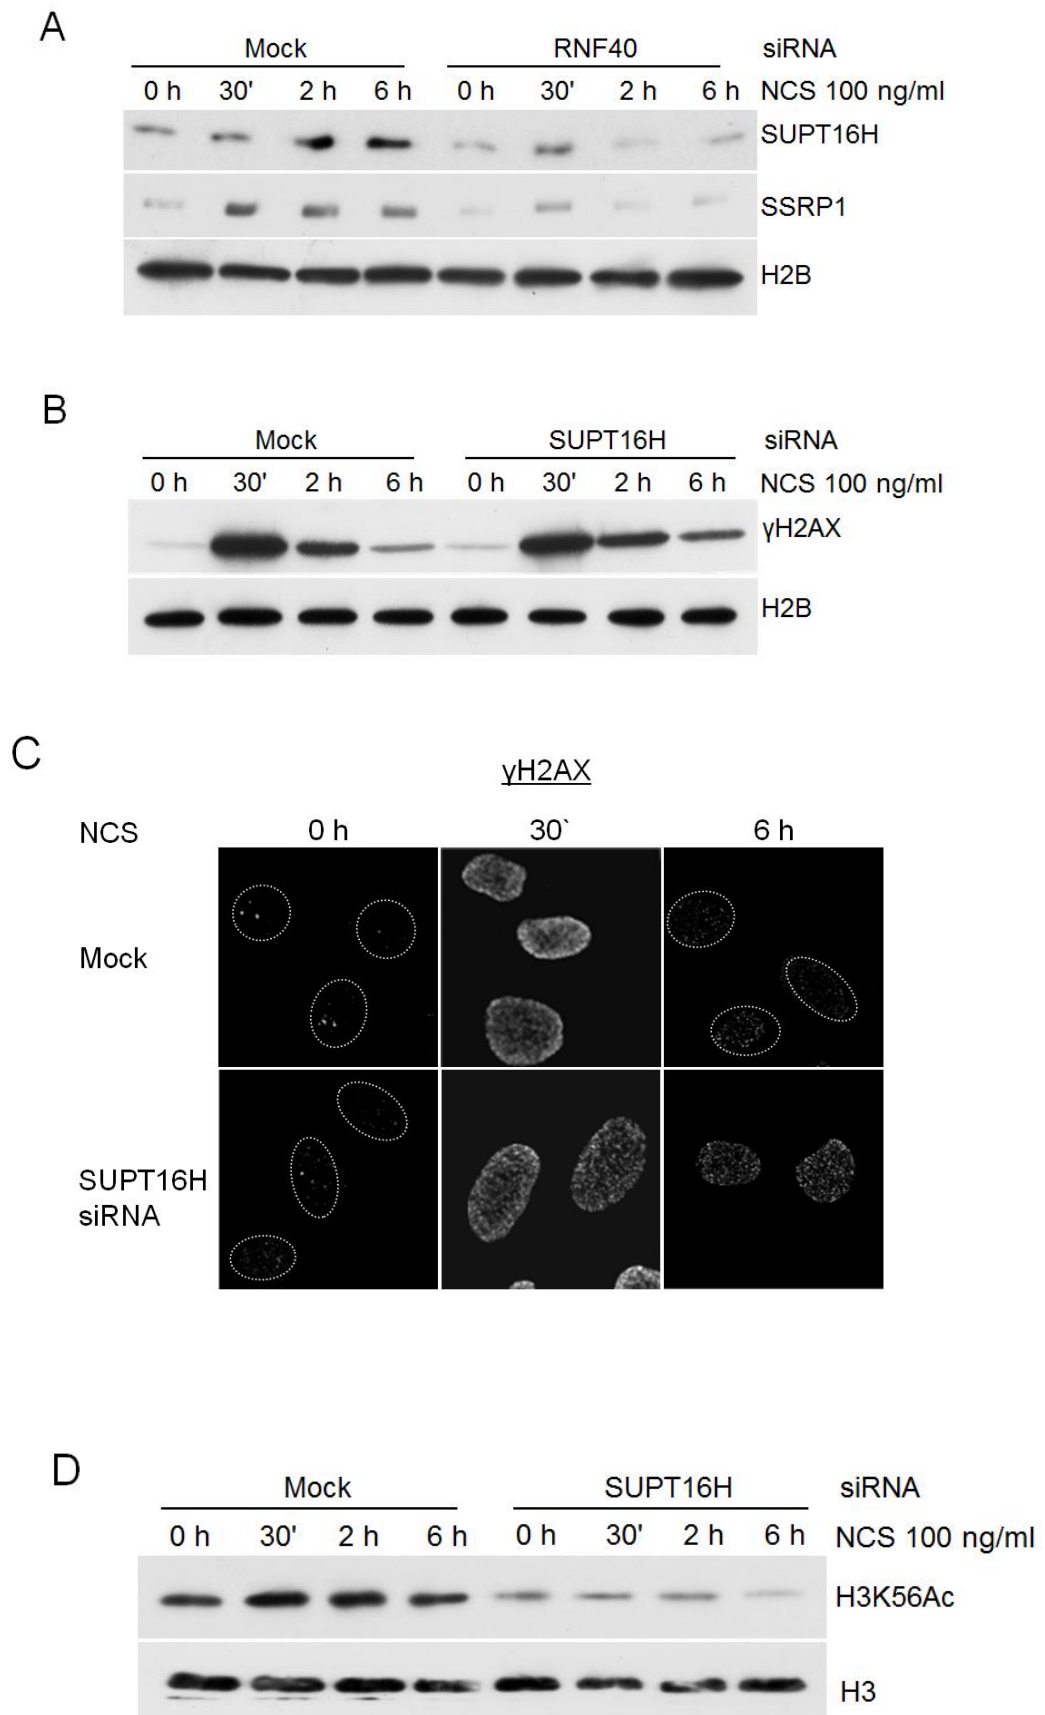 A
Mock RNF40 siRNA
0 h 30' 2 h 6 h 0 h 30' 2 h 6 h NCS 100 ng/ml
SUPT16H
SSRP1
H2B
B
Mock SUPT16H siRNA
0 h 30' 2 h 6 h 0 h 30' 2 h 6 h NCS 100 ng/ml
γH2AX
H2B
C
γH2AX
NCS 0 h 30` 6 h
Mock
SUPT16H
siRNA
D
Mock SUPT16H siRNA
0 h 30' 2 h 6 h 0 h 30' 2 h 6 h NCS 100 ng/ml
H3K56Ac
H3